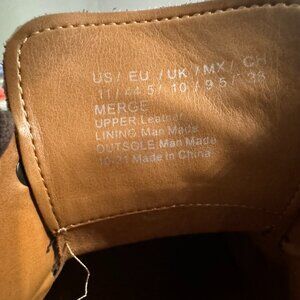 US/ EU /UK/MX/ CH
11/44.5/ 10/ 9.5/ 28
MERGE
UPPER Leather
LINING Man Made
OUTSOLE Man Made
10-21 Made in China